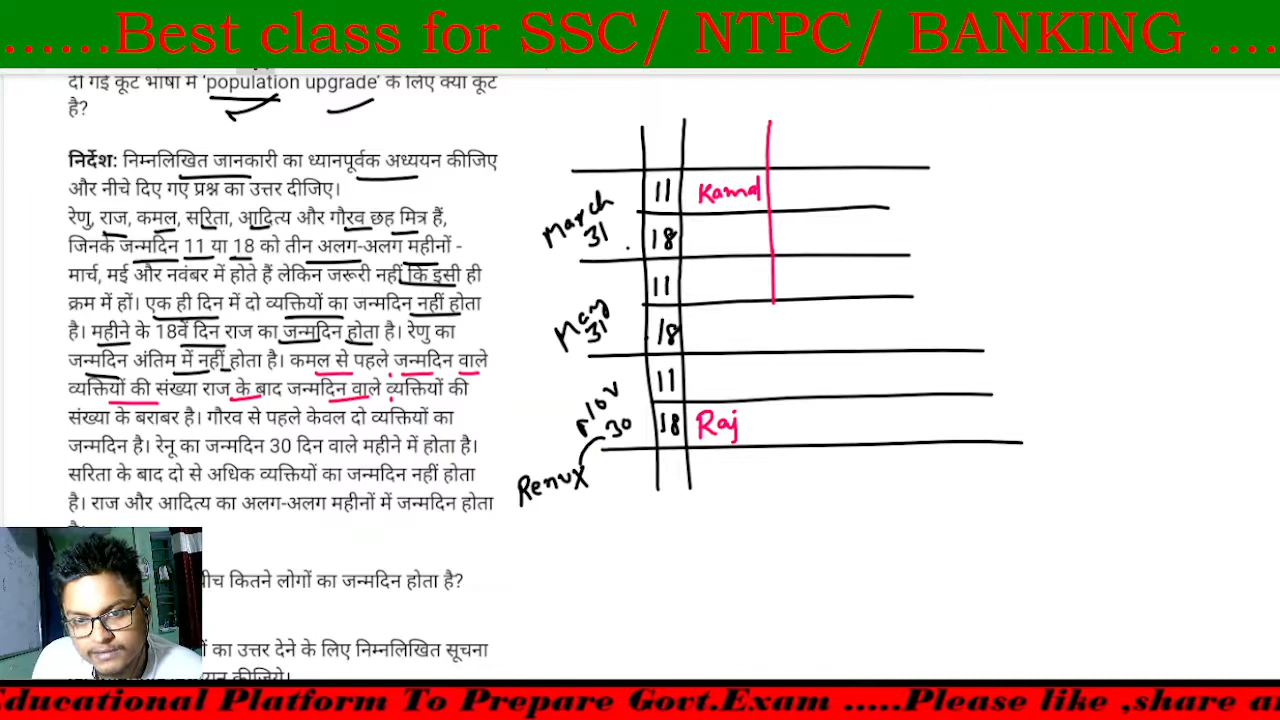 ......Best class for SSC/ NTPC/ BANKING ....
दी गई कूट भाषा में 'population upgrade' के लिए क्या कूट
है?
निर्देश: निम्नलिखित जानकारी का ध्यानपूर्वक अध्ययन कीजिए
और नीचे दिए गए प्रश्न का उत्तर दीजिए।
रेणु, राज, कमल, सरिता, आदित्य और गौरव छह मित्र हैं,
जिनके जन्मदिन 11 या 18 को तीन अलग-अलग महीनों -
मार्च, मई और नवंबर में होते हैं लेकिन जरूरी नहीं कि इसी ही
क्रम में हों। एक ही दिन में दो व्यक्तियों का जन्मदिन नहीं होता
है। महीने के 18वें दिन राज का जन्मदिन होता है। रेणु का
जन्मदिन अंतिम में नहीं होता है। कमल से पहले जन्मदिन वाले
व्यक्तियों की संख्या राज के बाद जन्मदिन वाले व्यक्तियों की
संख्या के बराबर है। गौरव से पहले केवल दो व्यक्तियों का
जन्मदिन है। रेनू का जन्मदिन 30 दिन वाले महीने में होता है।
सरिता के बाद दो से अधिक व्यक्तियों का जन्मदिन नहीं होता
है। राज और आदित्य का अलग-अलग महीनों में जन्मदिन होता
बीच कितने लोगों का जन्मदिन होता है?
का उत्तर देने के लिए निम्नलिखित सूचना
कीजिये।
March 31
11 Kamal
18
May 31
11
18
Nov 30
11
18 Raj
Renu x
Educational Platform To Prepare Govt.Exam .....Please like ,share a